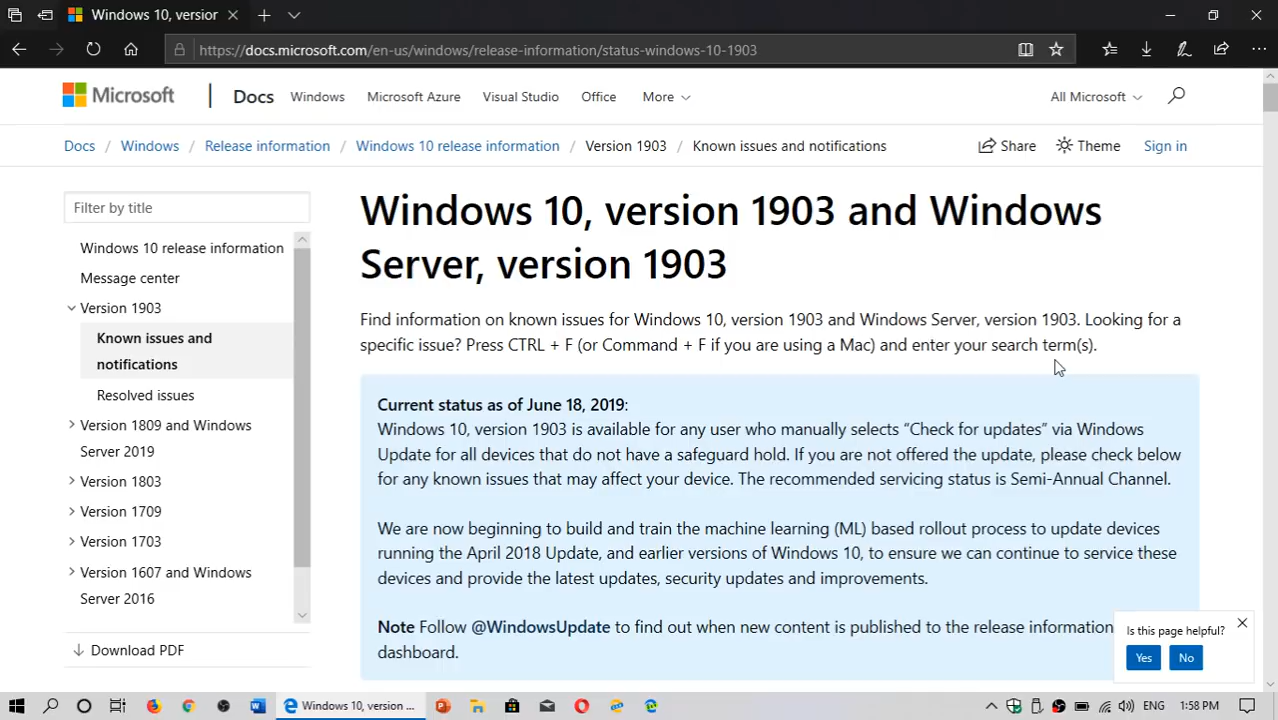 Windows 10, version
https://docs.microsoft.com/en-us/windows/release-information/status-windows-10-1903
Microsoft Docs Windows Microsoft Azure Visual Studio Office More All Microsoft
Docs / Windows / Release information / Windows 10 release information / Version 1903 / Known issues and notifications Share Theme Sign in
Filter by title
Windows 10 release information
Message center
Version 1903
Known issues and
notifications
Resolved issues
Version 1809 and Windows
Server 2019
Version 1803
Version 1709
Version 1703
Version 1607 and Windows
Server 2016
Download PDF
Windows 10, version 1903 and Windows
Server, version 1903
Find information on known issues for Windows 10, version 1903 and Windows Server, version 1903. Looking for a
specific issue? Press CTRL + F (or Command + F if you are using a Mac) and enter your search term(s).
Current status as of June 18, 2019:
Windows 10, version 1903 is available for any user who manually selects “Check for updates” via Windows
Update for all devices that do not have a safeguard hold. If you are not offered the update, please check below
for any known issues that may affect your device. The recommended servicing status is Semi-Annual Channel.
We are now beginning to build and train the machine learning (ML) based rollout process to update devices
running the April 2018 Update, and earlier versions of Windows 10, to ensure we can continue to service these
devices and provide the latest updates, security updates and improvements.
Note Follow @WindowsUpdate to find out when new content is published to the release information
dashboard.
Is this page helpful?
Yes No
Windows 10, version ...
ENG 1:58 PM